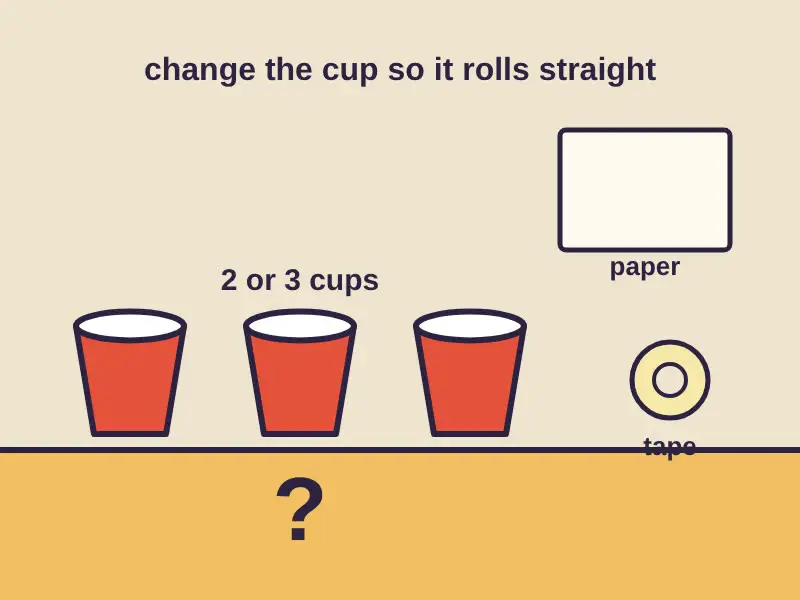 change the cup so it rolls straight
paper
2 or 3 cups
tape
?